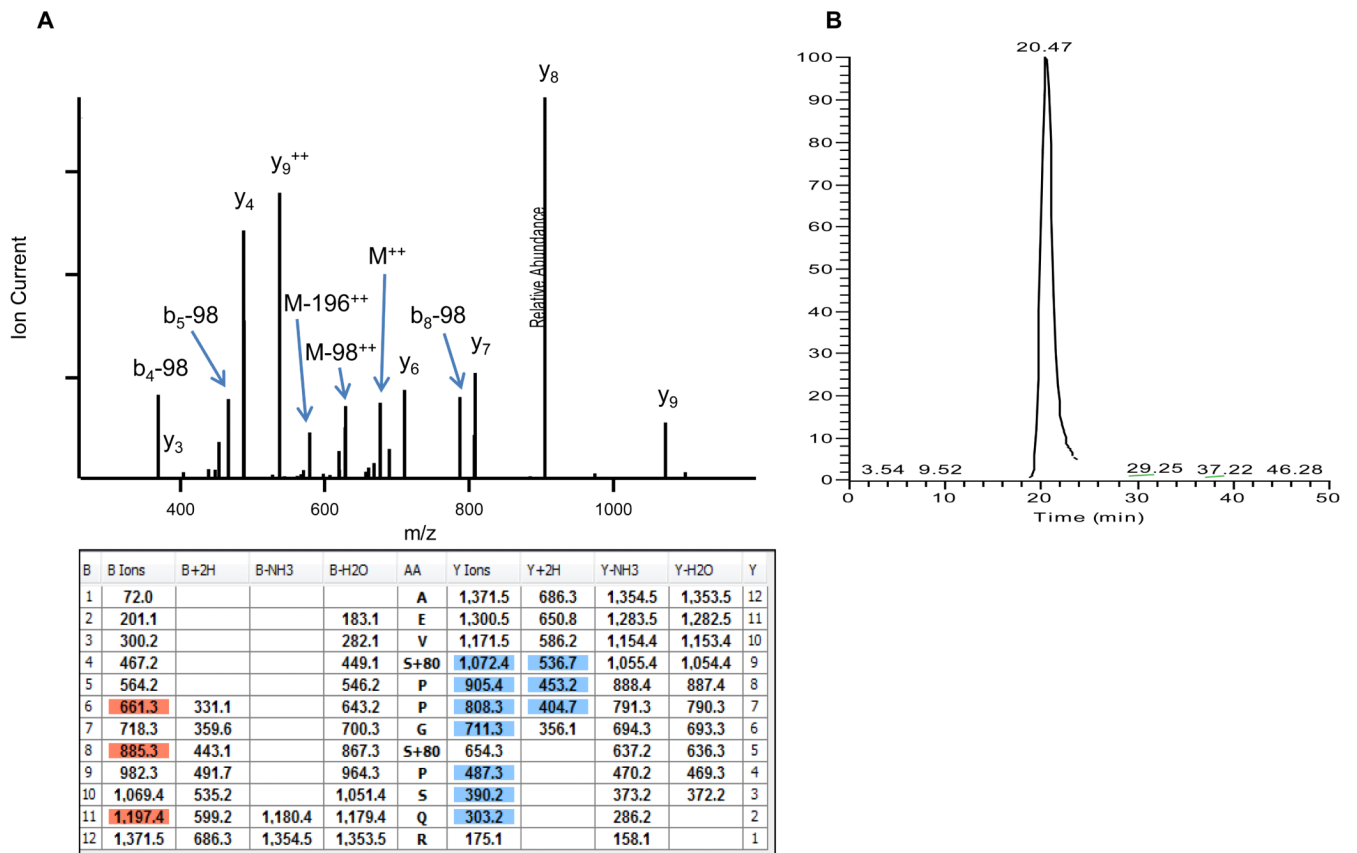 A
B
y₈
y₉⁺⁺
y₄
M⁺⁺
M-196⁺⁺
b₅-98
b₈-98
M-98⁺⁺
y₇
b₄-98
y₆
y₃
y₉
Ion Current
Relative Abundance
400 600 800 1000
m/z
20.47
100
90
80
70
60
50
40
30
20
10
0
3.54 9.52 29.25 37.22 46.28
0 10 20 30 40 50
Time (min)
B B Ions B+2H B-NH3 B-H2O AA Y Ions Y+2H Y-NH3 Y-H2O Y
1 72.0 A 1,371.5 686.3 1,354.5 1,353.5 12
2 201.1 183.1 E 1,300.5 650.8 1,283.5 1,282.5 11
3 300.2 282.1 V 1,171.5 586.2 1,154.4 1,153.4 10
4 467.2 449.1 S+80 1,072.4 536.7 1,055.4 1,054.4 9
5 564.2 546.2 P 905.4 453.2 888.4 887.4 8
6 661.3 331.1 643.2 P 808.3 404.7 791.3 790.3 7
7 718.3 359.6 700.3 G 711.3 356.1 694.3 693.3 6
8 885.3 443.1 867.3 S+80 654.3 637.2 636.3 5
9 982.3 491.7 964.3 P 487.3 470.2 469.3 4
10 1,069.4 535.2 1,051.4 S 390.2 373.2 372.2 3
11 1,197.4 599.2 1,180.4 1,179.4 Q 303.2 286.2 2
12 1,371.5 686.3 1,354.5 1,353.5 R 175.1 158.1 1